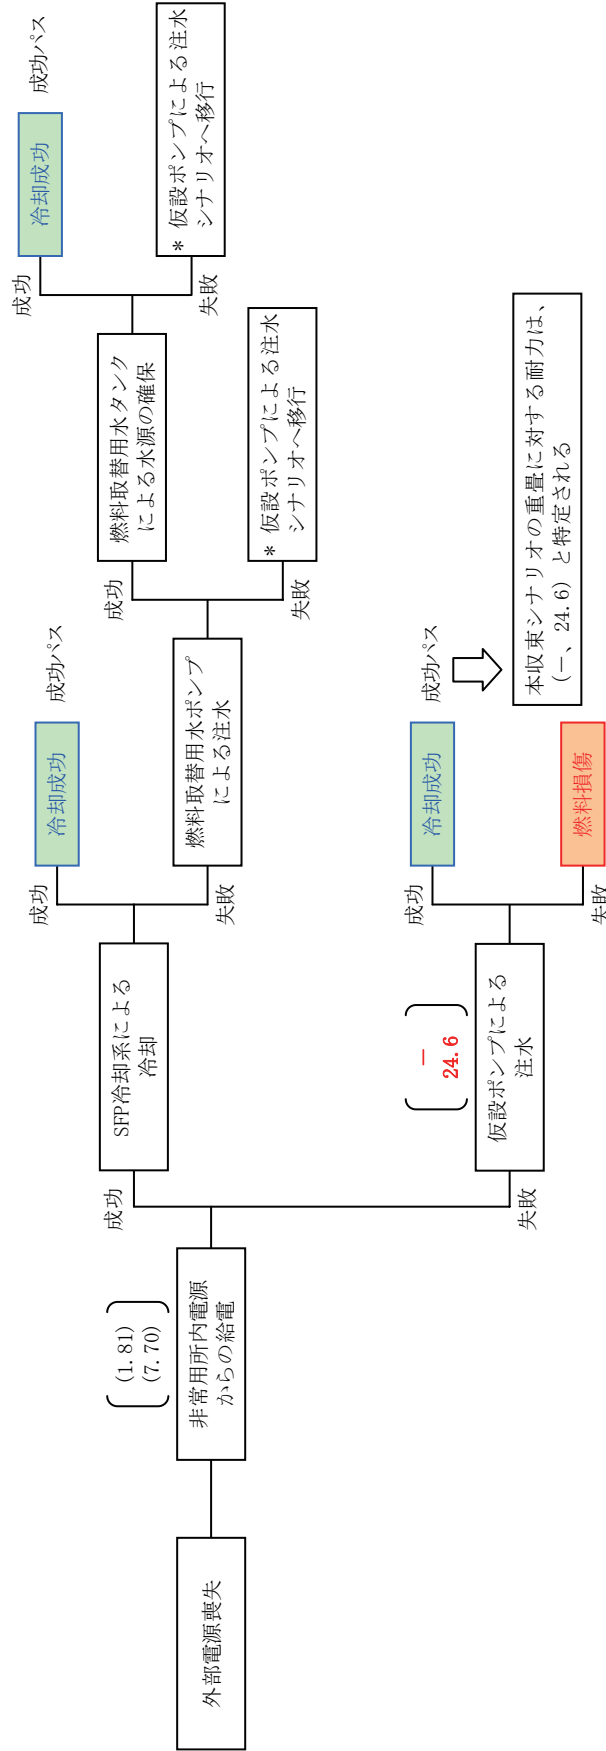 外部電源喪失
(1.81)
(7.70)
非常用所内電源
からの給電
成功
SFP冷却系による
冷却
成功
冷却成功
成功パス
失敗
燃料取替用水ポンプ
による注水
成功
燃料取替用水タンク
による水源の確保
成功
冷却成功
成功パス
失敗
* 仮設ポンプによる注水
シナリオへ移行
失敗
* 仮設ポンプによる注水
シナリオへ移行
失敗
－
24.6
仮設ポンプによる
注水
成功
冷却成功
成功パス
失敗
燃料損傷
本収束シナリオの重畳に対する耐力は、
(－、24.6) と特定される